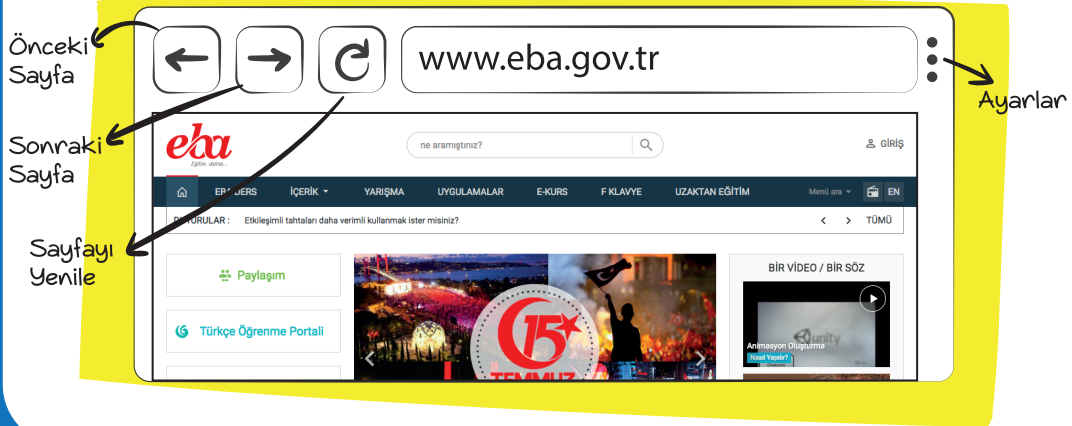 Önceki
Sayfa
www.eba.gov.tr
Ayarlar
Sonraki
Sayfa
eba
Eğitim, daima...
ne aramıştınız?
GİRİŞ
DERS
İÇERİK
YARIŞMA
UYGULAMALAR
E-KURS
F KLAVYE
UZAKTAN EĞİTİM
Menü ara
EN
Etkileşimli tahtaları daha verimli kullanmak ister misiniz?
TÜMÜ
Sayfayı
Yenile
Paylaşım
Türkçe Öğrenme Portali
15
TEMMUZ
BİR VİDEO / BİR SÖZ
unity
Animasyon Oluşturma
Nasıl Yapılır?